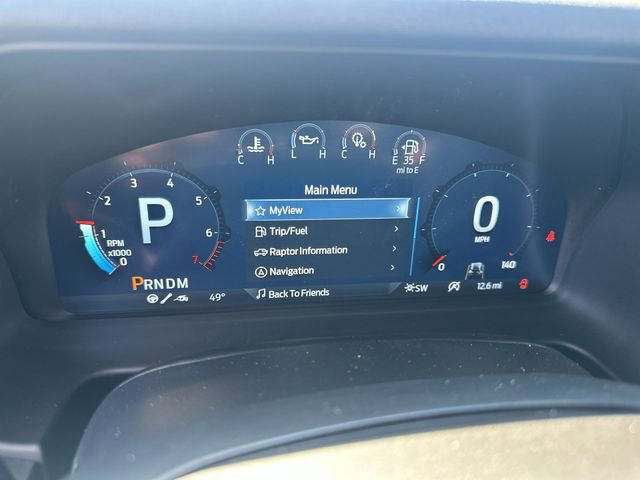 C H L H C H E 35 F
mi to E
Main Menu
MyView
Trip/Fuel
Raptor Information
A Navigation
Back To Friends
1 2 3 4 5 6 7
RPM
x1000
0
P
PRNDM
49°
0
MPH
0 140
SW
12.6 mi